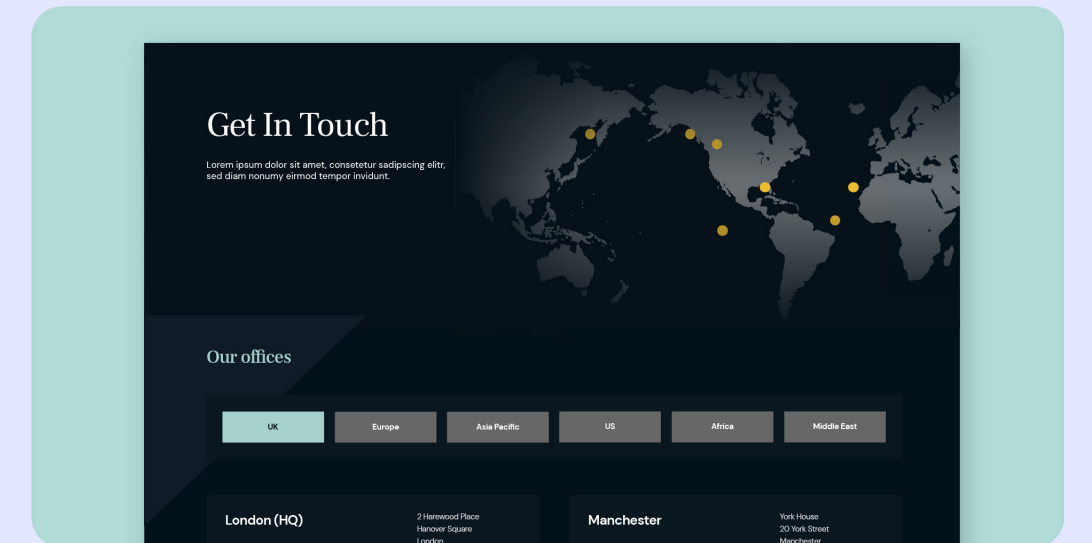 Get In Touch
Lorem ipsum dolor sit amet, consetetur sadipscing elitr,
sed diam nonumy eirmod tempor invidunt.
Our offices
UK
Europe
Asia Pacific
US
Africa
Middle East
London (HQ)
2 Harewood Place
Hanover Square
London
Manchester
York House
20 York Street
Manchester